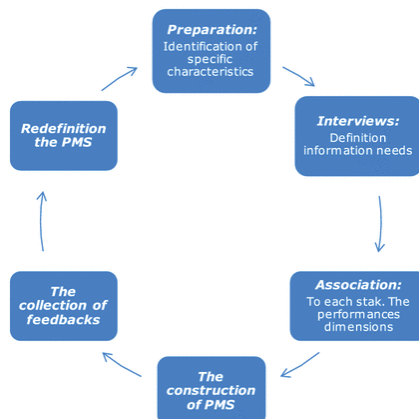 Preparation:
Identification of
specific
characteristics
Interviews:
Definition
information needs
Association:
To each stak. The
performances
dimensions
The
construction
of PMS
The
collection of
feedbacks
Redefinition
the PMS